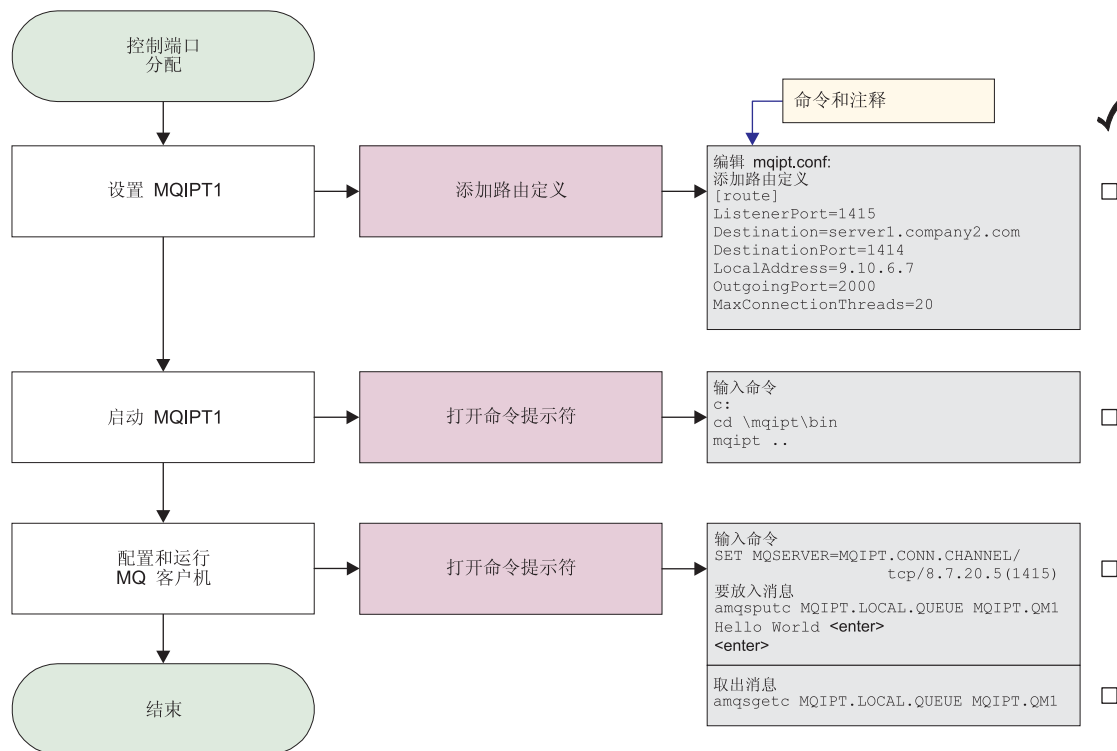 控制端口
分配
命令和注释
设置 MQIPT1
添加路由定义
编辑 mqipt.conf:
添加路由定义
[route]
ListenerPort=1415
Destination=server1.company2.com
DestinationPort=1414
LocalAddress=9.10.6.7
OutgoingPort=2000
MaxConnectionThreads=20
启动 MQIPT1
打开命令提示符
输入命令
c:
cd \mqipt\bin
mqipt ..
配置和运行
MQ 客户机
打开命令提示符
输入命令
SET MQSERVER=MQIPT.CONN.CHANNEL/
tcp/8.7.20.5(1415)
要放入消息
amqsputc MQIPT.LOCAL.QUEUE MQIPT.QM1
Hello World <enter>
<enter>
结束
取出消息
amqsgetc MQIPT.LOCAL.QUEUE MQIPT.QM1